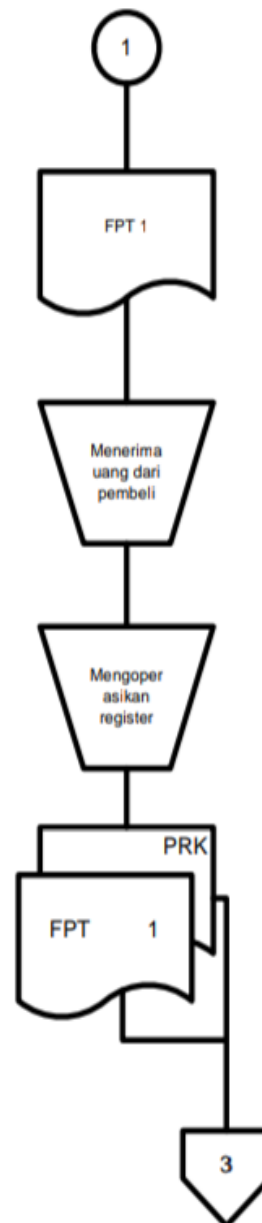 1
FPT 1
Menerima
uang dari
pembeli
Mengoper
asikan
register
PRK
FPT 1
3